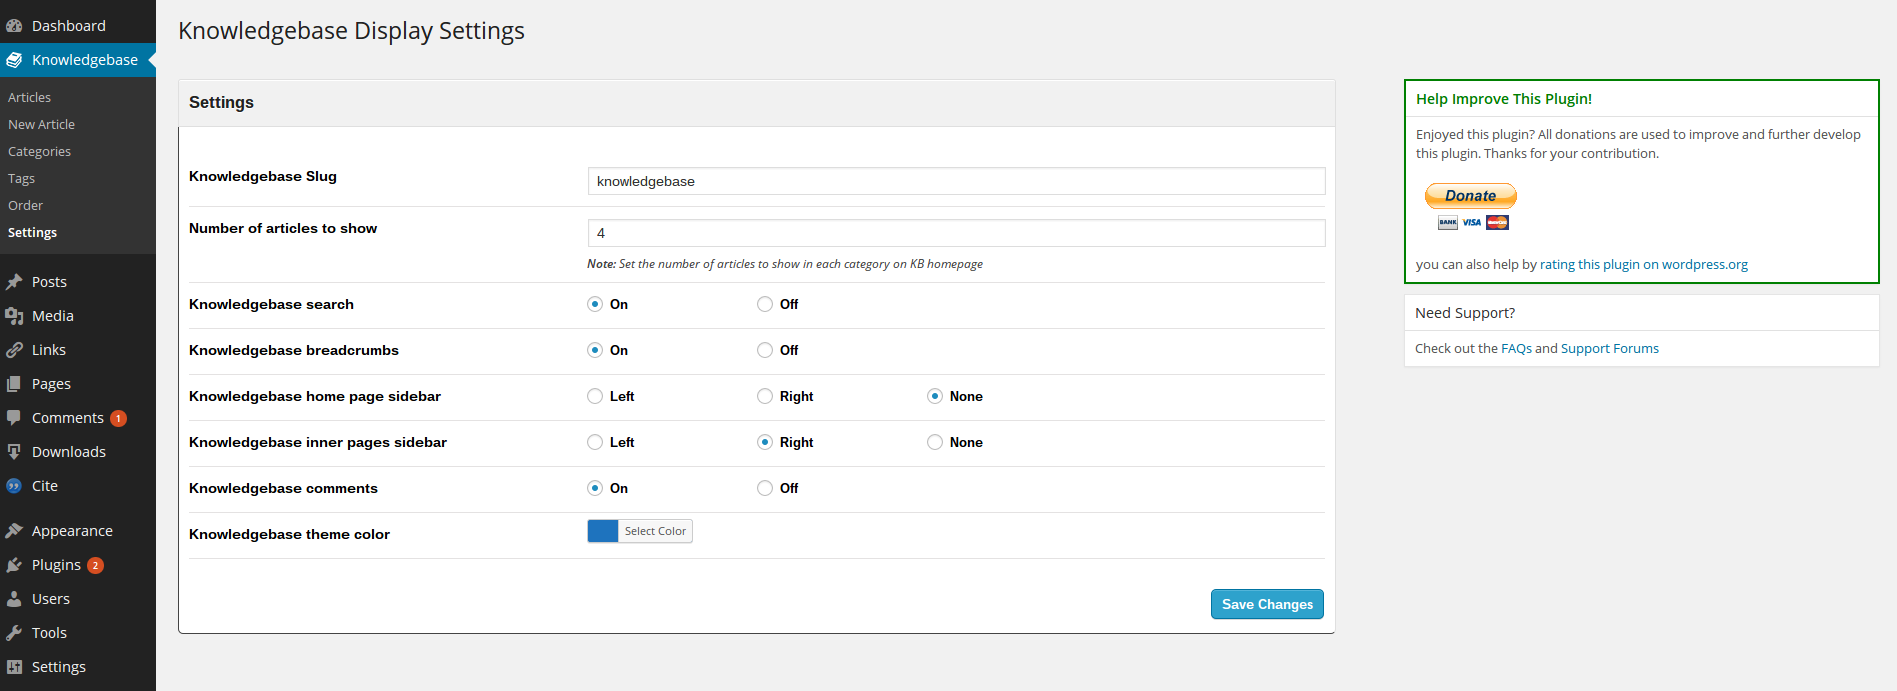 Dashboard
Knowledgebase
Articles
New Article
Categories
Tags
Order
Settings
Posts
Media
Links
Pages
Comments 1
Downloads
Cite
Appearance
Plugins 2
Users
Tools
Settings
Knowledgebase Display Settings
Settings
Knowledgebase Slug
knowledgebase
Number of articles to show
4
Note: Set the number of articles to show in each category on KB homepage
Knowledgebase search On Off
Knowledgebase breadcrumbs On Off
Knowledgebase home page sidebar Left Right None
Knowledgebase inner pages sidebar Left Right None
Knowledgebase comments On Off
Knowledgebase theme color Select Color
Save Changes
Help Improve This Plugin!
Enjoyed this plugin? All donations are used to improve and further develop
this plugin. Thanks for your contribution.
Donate
BANK VISA MasterCard
you can also help by rating this plugin on wordpress.org
Need Support?
Check out the FAQs and Support Forums